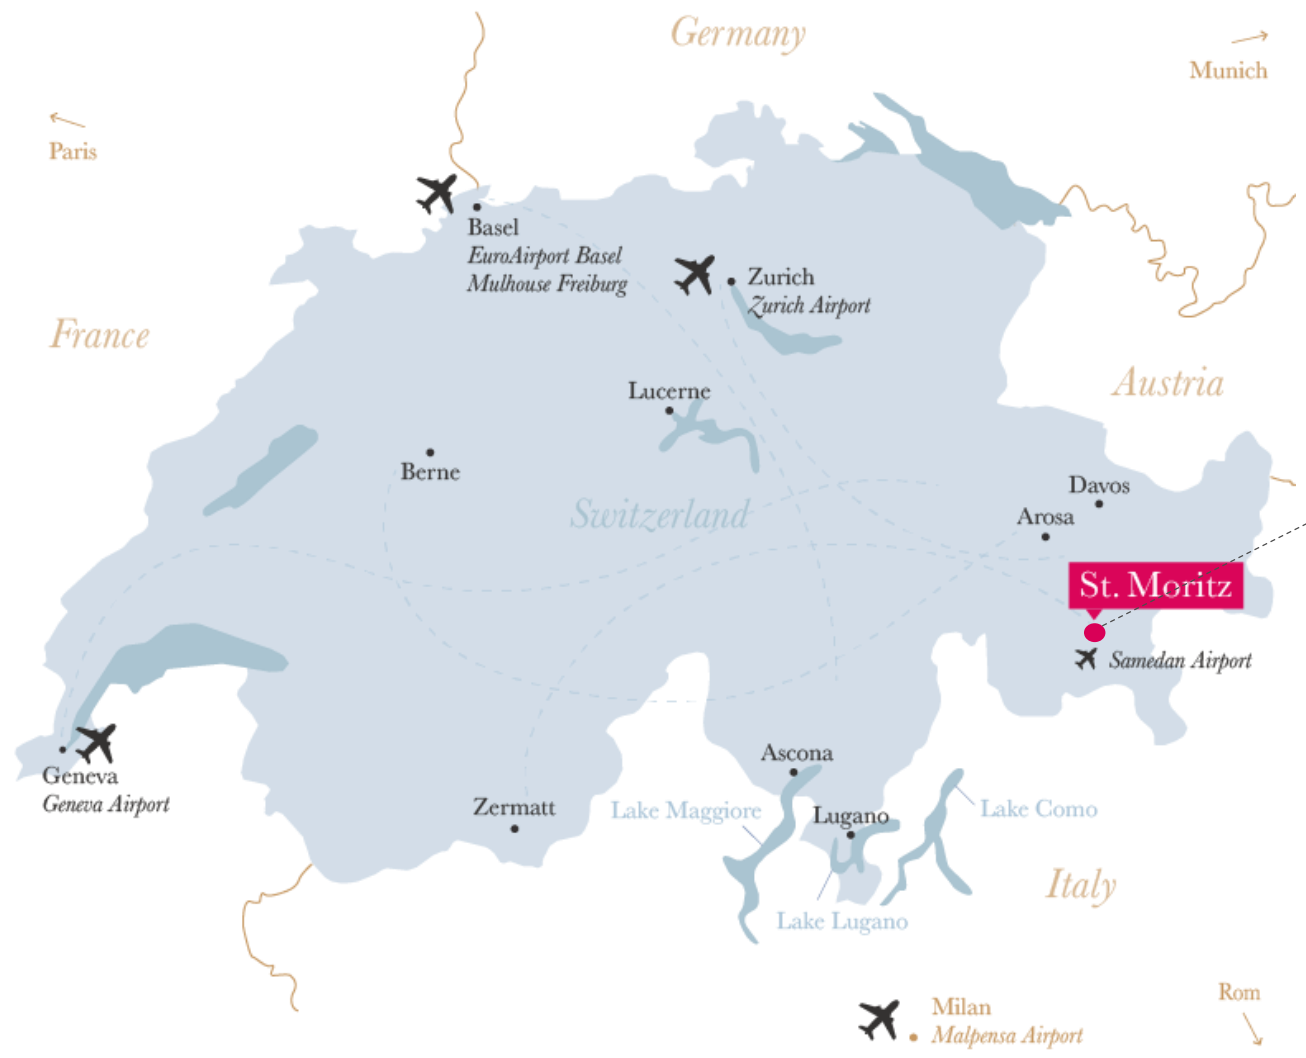 Germany
Munich
Paris
Basel
EuroAirport Basel
Mulhouse Freiburg
Zurich
Zurich Airport
France
Austria
Lucerne
Berne
Davos
Switzerland
Arosa
St. Moritz
Samedan Airport
Geneva
Geneva Airport
Ascona
Zermatt
Lake Maggiore
Lugano
Lake Como
Italy
Lake Lugano
Rom
Milan
Malpensa Airport